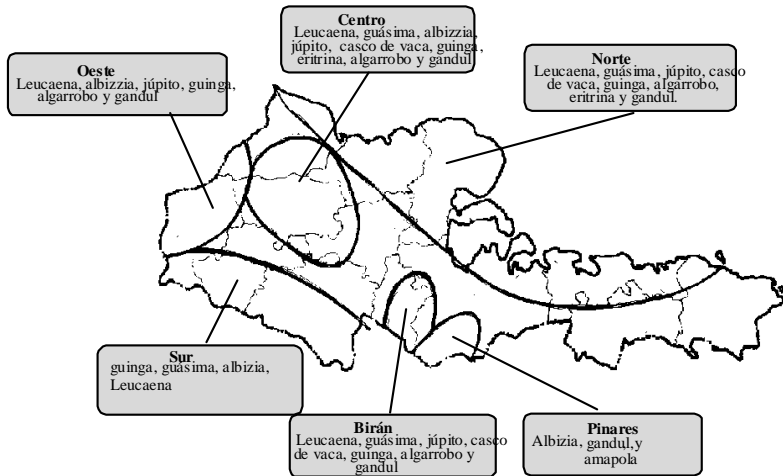 Centro
Leucaena, guásima, albizzia,
júpito, casco de vaca, guinga,
eritrina, algarrobo y gandul
Oeste
Leucaena, albizzia, júpito, guinga,
algarrobo y gandul
Norte
Leucaena, guásima, júpito, casco
de vaca, guinga, algarrobo,
eritrina y gandul.
Sur
guinga, guásima, albizia,
Leucaena
Birán
Leucaena, guásima, júpito, casco
de vaca, guinga, algarrobo y
gandul
Pinares
Albizia, gandul,y
amapola